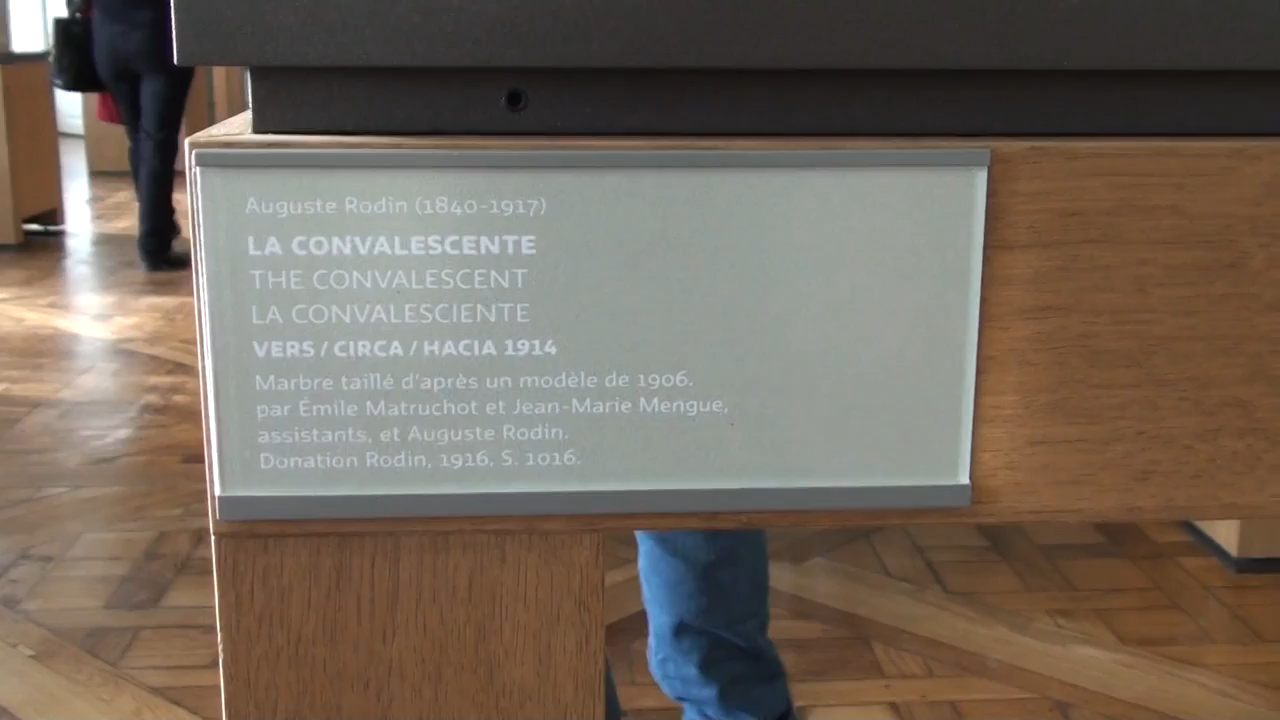 Auguste Rodin (1840-1917)
LA CONVALESCENTE
THE CONVALESCENT
LA CONVALESCIENTE
VERS / CIRCA / HACIA 1914
Marbre taillé d'après un modèle de 1906.
par Émile Matruchot et Jean-Marie Mengue,
assistants, et Auguste Rodin.
Donation Rodin, 1916, S. 1016.